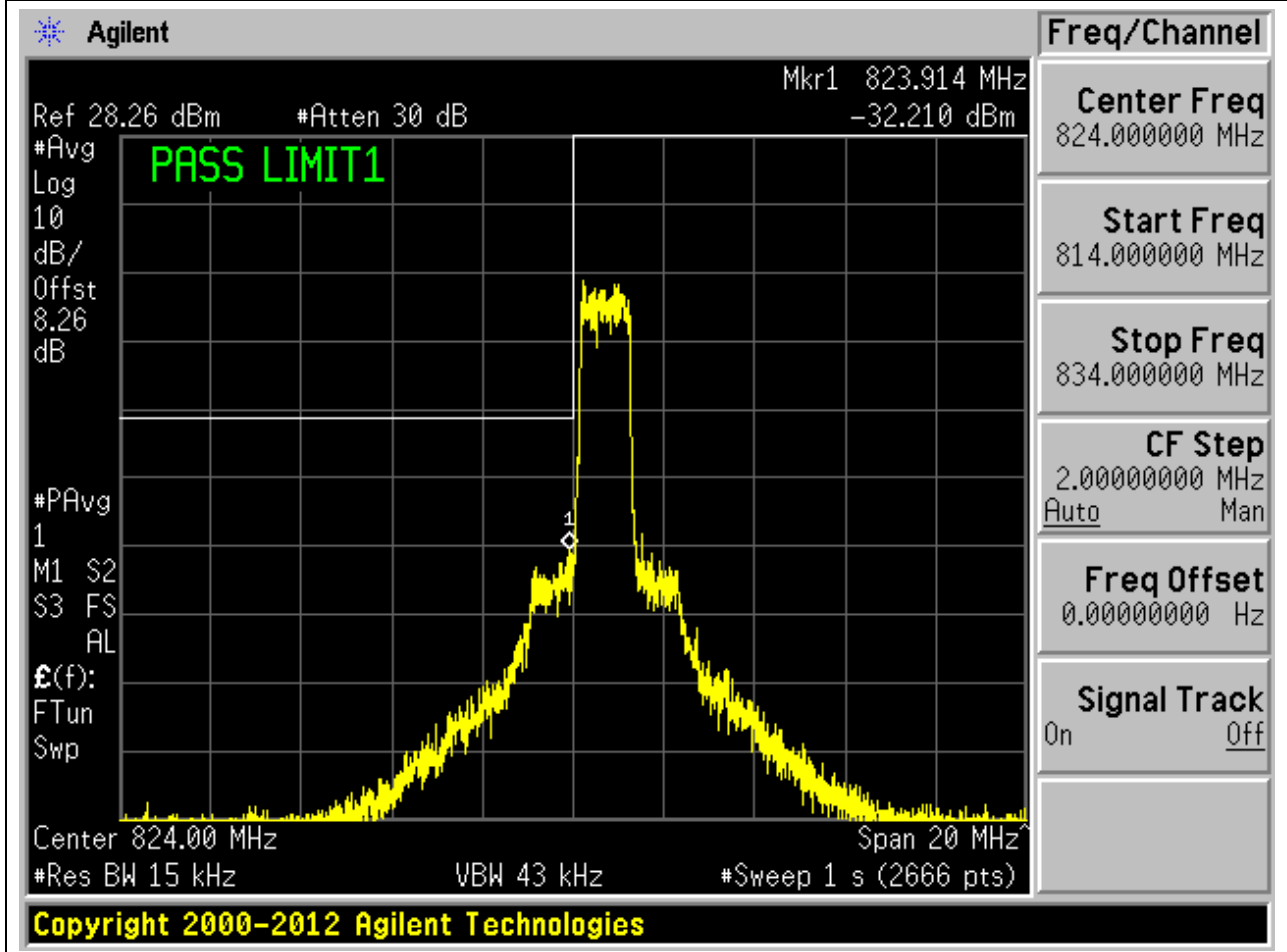 Agilent
Freq/Channel
Mkr1 823.914 MHz
Ref 28.26 dBm #Atten 30 dB -32.210 dBm
#Avg
Log
10
dB/
Offst
8.26
dB
PASS LIMIT1
#PAvg
1
M1 S2
S3 FS
AL
£(f):
FTun
Swp
1
Center 824.00 MHz Span 20 MHz^
#Res BW 15 kHz VBW 43 kHz #Sweep 1 s (2666 pts)
Center Freq
824.000000 MHz
Start Freq
814.000000 MHz
Stop Freq
834.000000 MHz
CF Step
2.00000000 MHz
Auto Man
Freq Offset
0.00000000 Hz
Signal Track
On Off
Copyright 2000-2012 Agilent Technologies